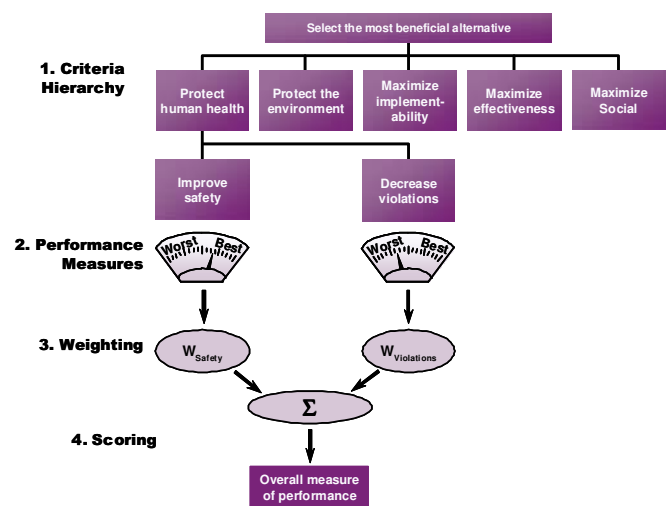 Select the most beneficial alternative
1. Criteria
Hierarchy
Protect
human health
Protect the
environment
Maximize
implement-
ability
Maximize
effectiveness
Maximize
Social
Improve
safety
Decrease
violations
2. Performance
Measures
Worst Best
Worst Best
3. Weighting
W Safety
W Violations
Σ
4. Scoring
Overall measure
of performance